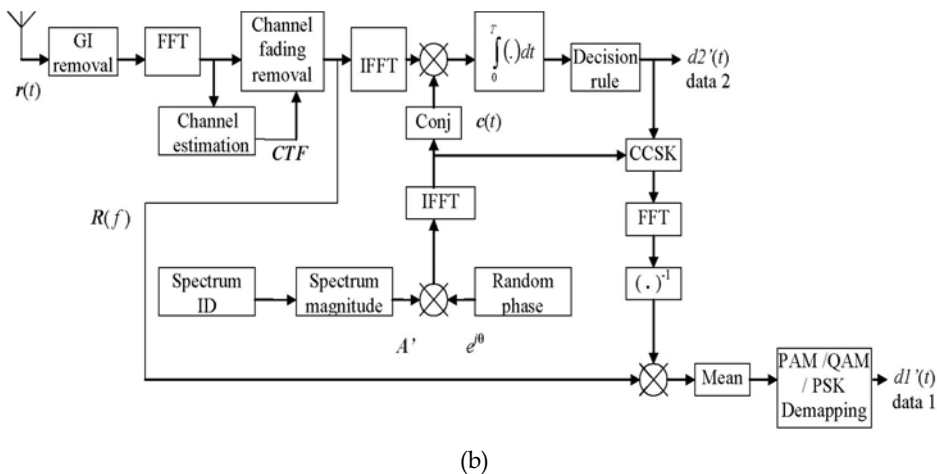 r(t)
GI
removal
FFT
Channel
fading
removal
IFFT
T
∫(.)dt
0
Decision
rule
d2'(t)
data 2
Channel
estimation
CTF
Conj
c(t)
CCSK
IFFT
FFT
R(f)
Spectrum
ID
Spectrum
magnitude
Random
phase
(.)⁻¹
A'
e^jθ
Mean
PAM /QAM
/ PSK
Demapping
d1'(t)
data 1
(b)